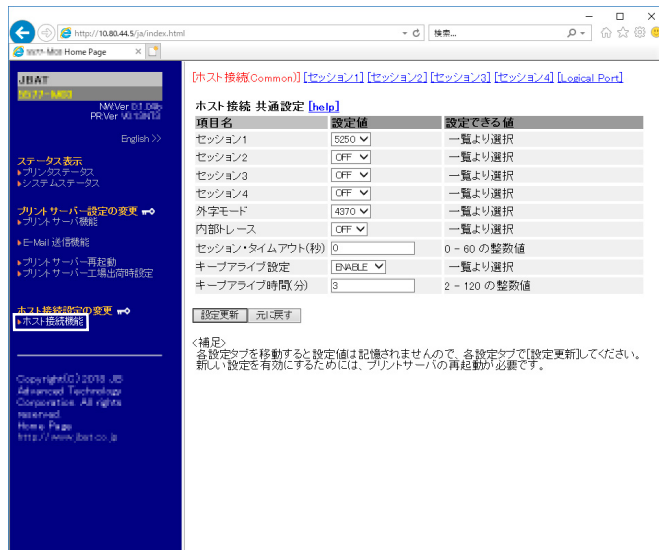 http://10.80.44.5/ja/index.html
検索...
Home Page
JBAT
English >>
ステータス表示
プリンタステータス
システムステータス
プリントサーバー設定の変更
プリントサーバ機能
E-Mail 送信機能
プリントサーバー再起動
プリントサーバー工場出荷時設定
ホスト接続設定の変更
ホスト接続機能
Copyright(C)2018 JB
Advanced Technology
Corporation. All rights
reserved.
Home Page
http://www.jbat.co.jp
[ホスト接続(Common)] [セッション1] [セッション2] [セッション3] [セッション4] [Logical Port]
ホスト接続 共通設定 [help]
項目名 設定値 設定できる値
セッション1 5250 一覧より選択
セッション2 OFF 一覧より選択
セッション3 OFF 一覧より選択
セッション4 OFF 一覧より選択
外字モード 4370 一覧より選択
内部トレース OFF 一覧より選択
セッション・タイムアウト(秒) 0 0 - 60 の整数値
キープアライブ設定 ENABLE 一覧より選択
キープアライブ時間(分) 3 2 - 120 の整数値
設定更新 元に戻す
<補足>
各設定タブを移動すると設定値は記憶されませんので、各設定タブで[設定更新]してください。
新しい設定を有効にするためには、プリントサーバの再起動が必要です。